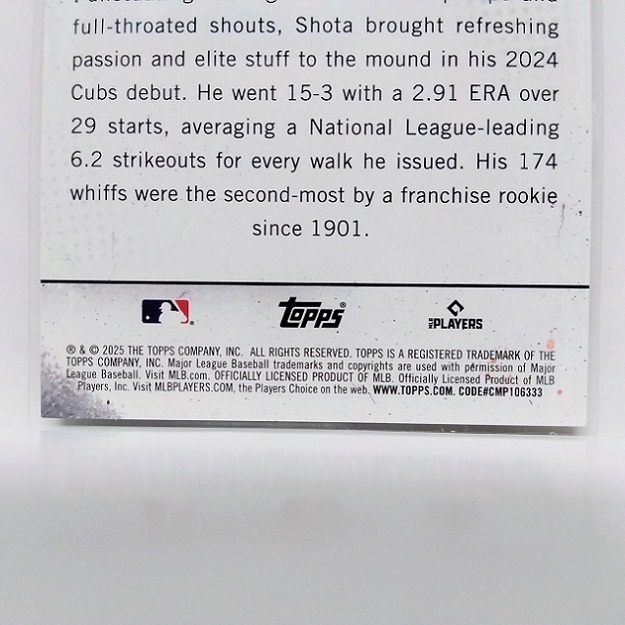 full-throated shouts, Shota brought refreshing
passion and elite stuff to the mound in his 2024
Cubs debut. He went 15-3 with a 2.91 ERA over
29 starts, averaging a National League-leading
6.2 strikeouts for every walk he issued. His 174
whiffs were the second-most by a franchise rookie
since 1901.
® Topps® MLB PLAYERS
® & © 2025 THE TOPPS COMPANY, INC. ALL RIGHTS RESERVED. TOPPS IS A REGISTERED TRADEMARK OF THE
TOPPS COMPANY, INC. Major League Baseball trademarks and copyrights are used with permission of Major
League Baseball. Visit MLB.com. OFFICIALLY LICENSED PRODUCT OF MLB. Officially Licensed Product of MLB
Players, Inc. Visit MLBPLAYERS.COM, the Players Choice on the web. WWW.TOPPS.COM. CODE#CMP106333